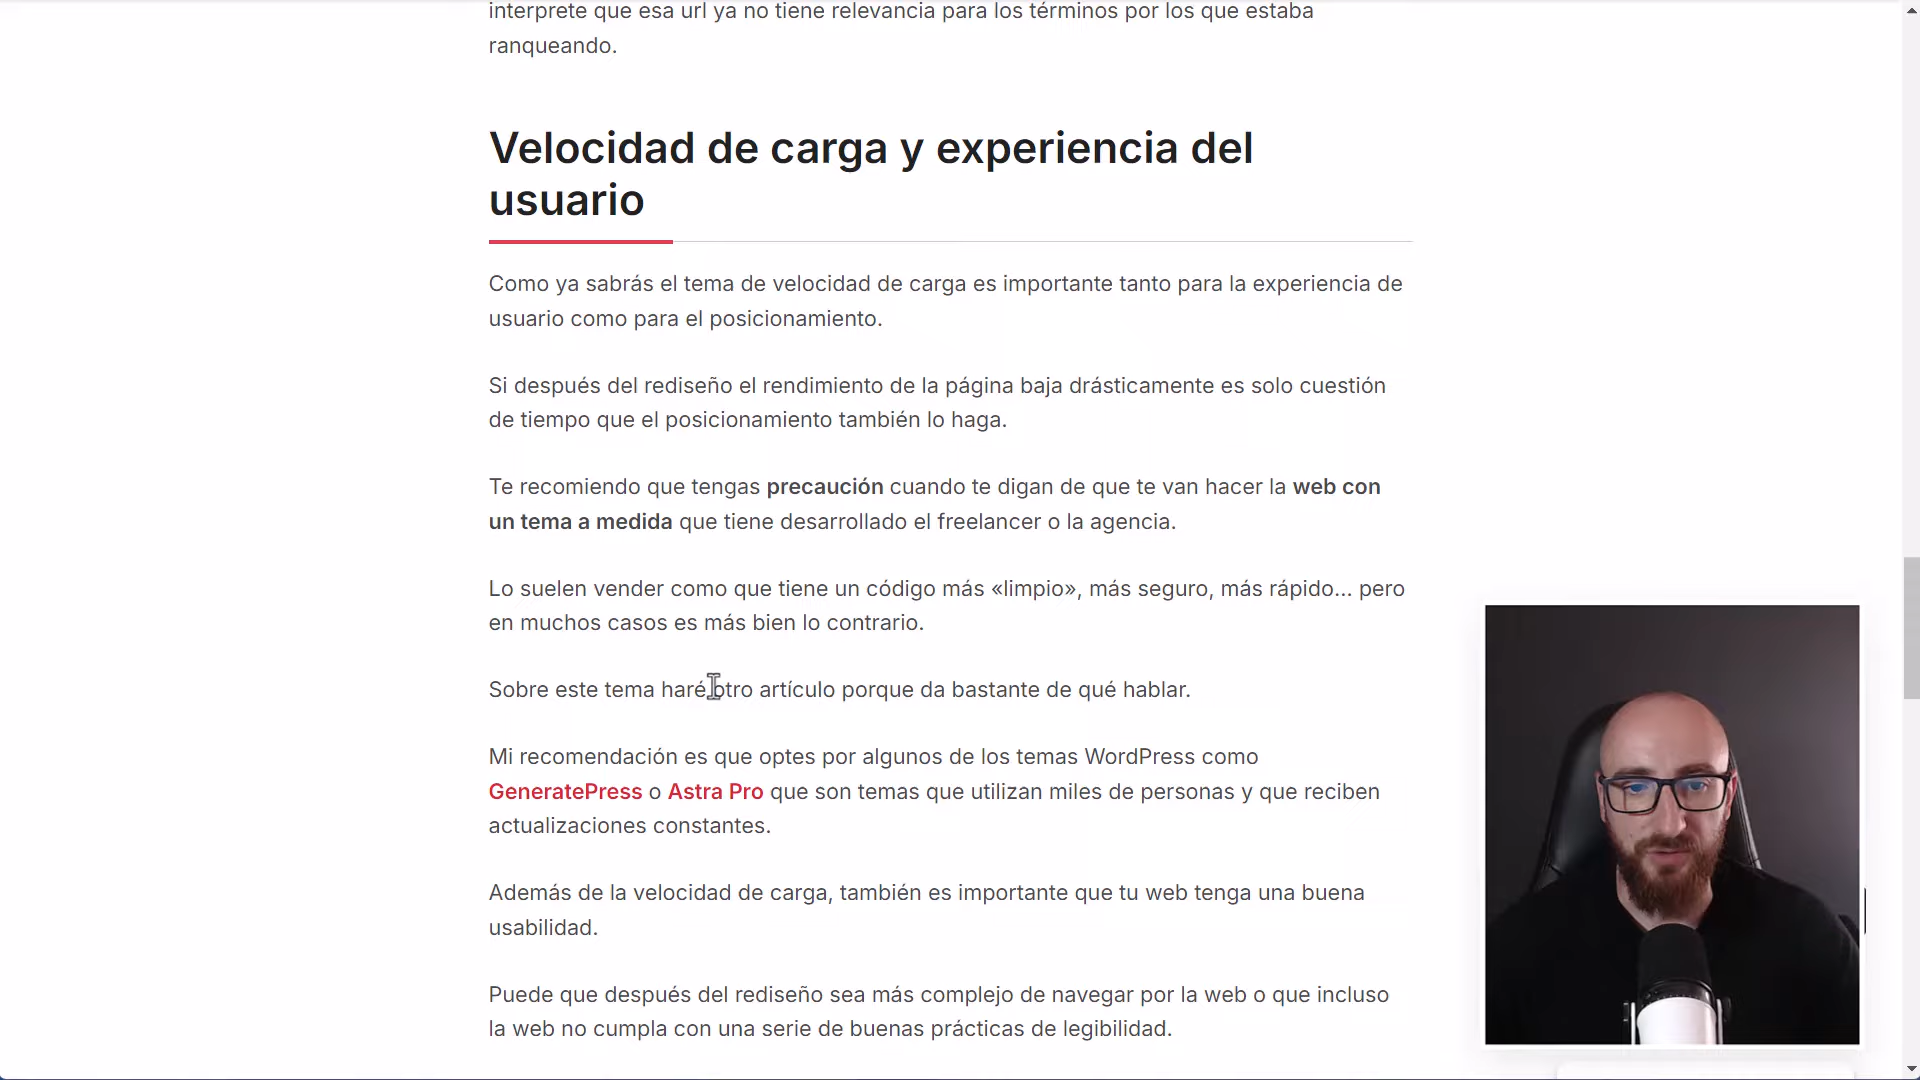 interprete que esa url ya no tiene relevancia para los términos por los que estaba
ranqueando.
Velocidad de carga y experiencia del
usuario
Como ya sabrás el tema de velocidad de carga es importante tanto para la experiencia de
usuario como para el posicionamiento.
Si después del rediseño el rendimiento de la página baja drásticamente es solo cuestión
de tiempo que el posicionamiento también lo haga.
Te recomiendo que tengas precaución cuando te digan de que te van hacer la web con
un tema a medida que tiene desarrollado el freelancer o la agencia.
Lo suelen vender como que tiene un código más «limpio», más seguro, más rápido... pero
en muchos casos es más bien lo contrario.
Sobre este tema haré otro artículo porque da bastante de qué hablar.
Mi recomendación es que optes por algunos de los temas WordPress como
GeneratePress o Astra Pro que son temas que utilizan miles de personas y que reciben
actualizaciones constantes.
Además de la velocidad de carga, también es importante que tu web tenga una buena
usabilidad.
Puede que después del rediseño sea más complejo de navegar por la web o que incluso
la web no cumpla con una serie de buenas prácticas de legibilidad.